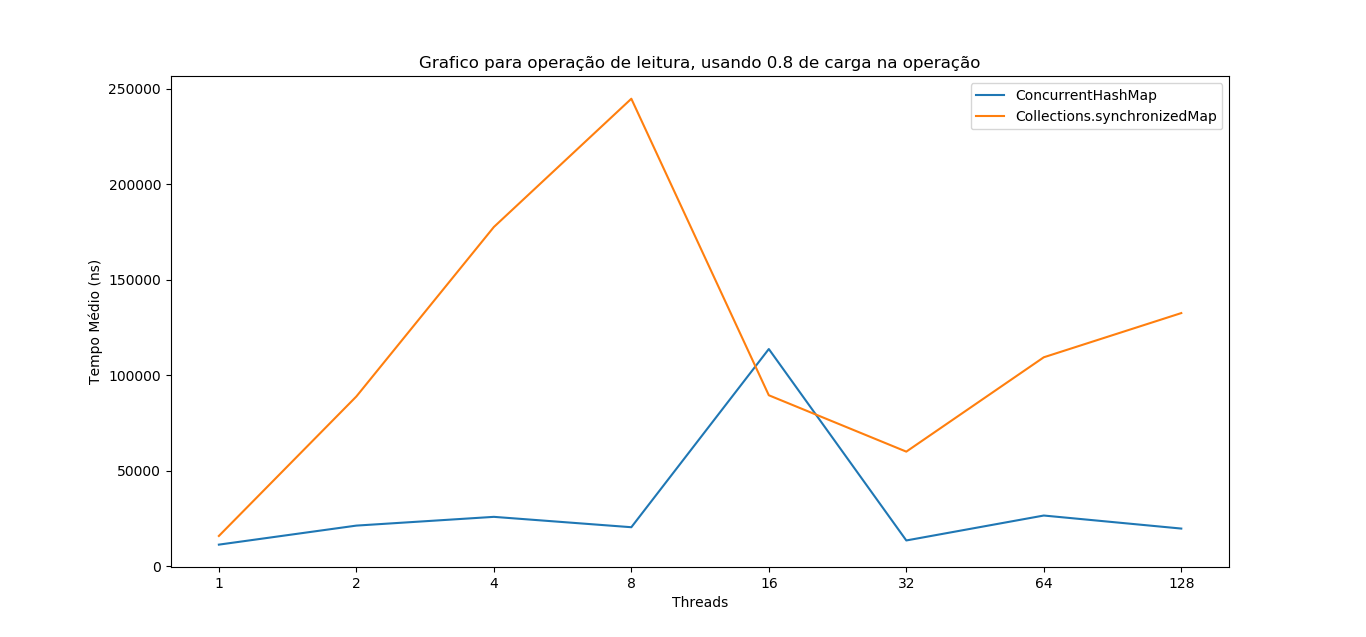 Grafico para operação de leitura, usando 0.8 de carga na operação
ConcurrentHashMap
Collections.synchronizedMap
Tempo Médio (ns)
250000
200000
150000
100000
50000
0
1 2 4 8 16 32 64 128
Threads